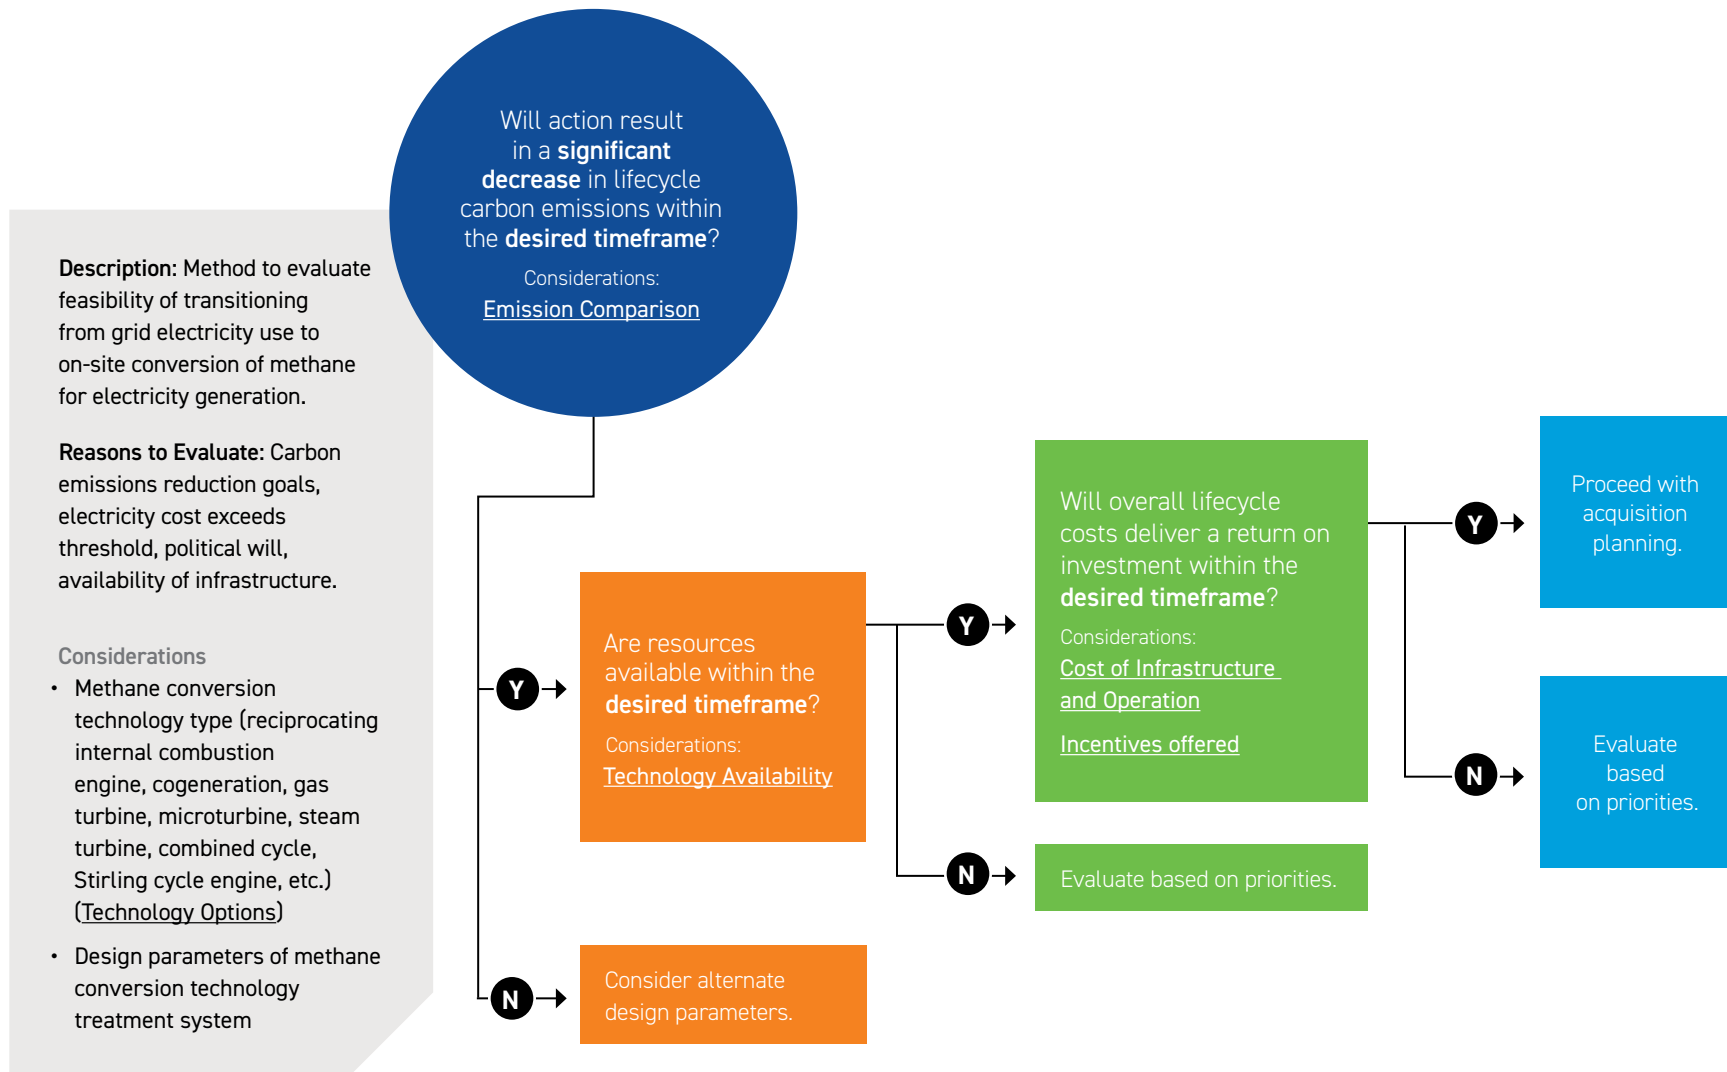 Will action result
in a significant
decrease in lifecycle
carbon emissions within
the desired timeframe?
Considerations:
Emission Comparison
Description: Method to evaluate
feasibility of transitioning
from grid electricity use to
on-site conversion of methane
for electricity generation.
Reasons to Evaluate: Carbon
emissions reduction goals,
electricity cost exceeds
threshold, political will,
availability of infrastructure.
Considerations
• Methane conversion
technology type (reciprocating
internal combustion
engine, cogeneration, gas
turbine, microturbine, steam
turbine, combined cycle,
Stirling cycle engine, etc.)
(Technology Options)
• Design parameters of methane
conversion technology
treatment system
Y
Are resources
available within the
desired timeframe?
Considerations:
Technology Availability
N
Consider alternate
design parameters.
Y
Will overall lifecycle
costs deliver a return on
investment within the
desired timeframe?
Considerations:
Cost of Infrastructure
and Operation
Incentives offered
N
Evaluate based on priorities.
Y
Proceed with
acquisition
planning.
N
Evaluate
based
on priorities.